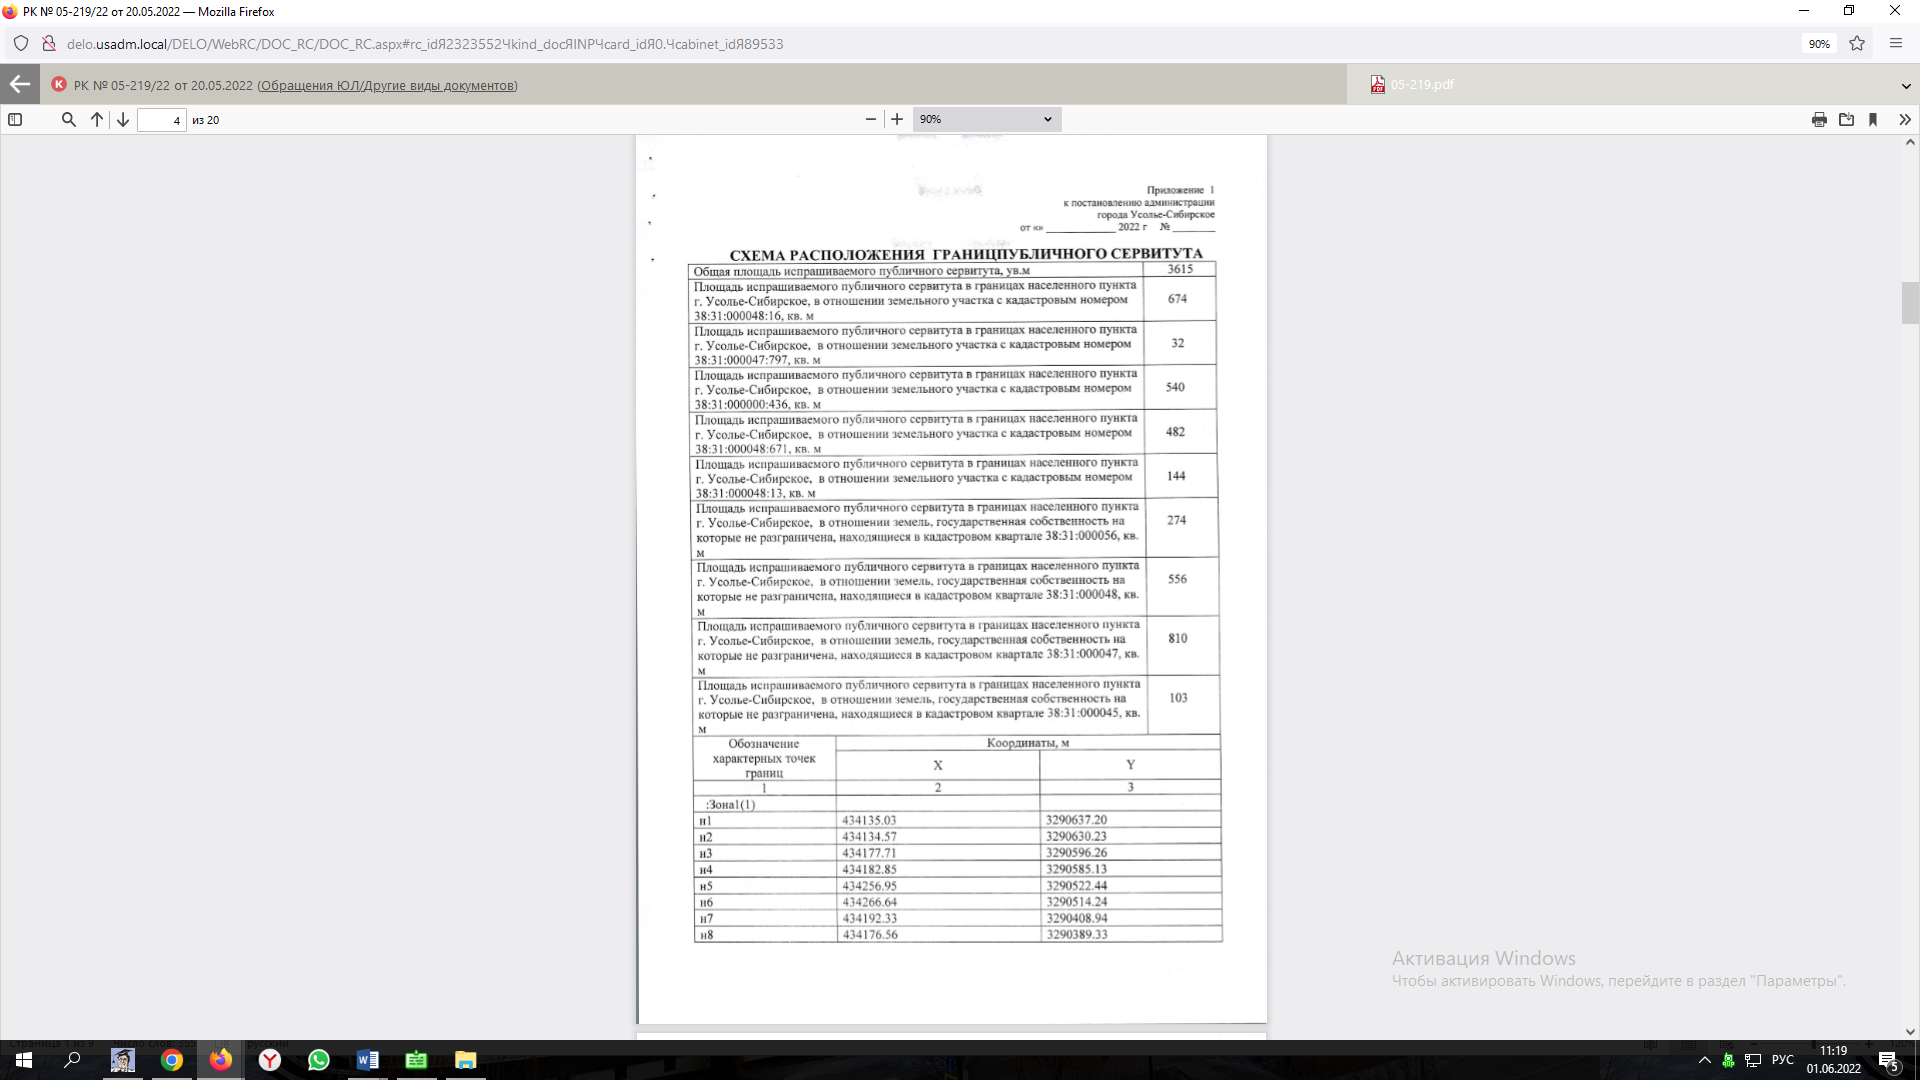 РК № 05-219/22 от 20.05.2022 — Mozilla Firefox
delo.usadm.local/DELO/WebRC/DOC_RC/DOC_RC.aspx#rc_idЯ2323552Чkind_docЯINPЧcard_idЯ0.Чcabinet_idЯ89533
90%
К РК № 05-219/22 от 20.05.2022 (Обращения ЮЛ/Другие виды документов)
05-219.pdf
4 из 20
90%
Приложение 1
к постановлению администрации
города Усолье-Сибирское
от «» ____________ 2022 г № ________
СХЕМА РАСПОЛОЖЕНИЯ ГРАНИЦПУБЛИЧНОГО СЕРВИТУТА
Общая площадь испрашиваемого публичного сервитута, ув.м 3615
Площадь испрашиваемого публичного сервитута в границах населенного пункта
г. Усолье-Сибирское, в отношении земельного участка с кадастровым номером 674
38:31:000048:16, кв. м
Площадь испрашиваемого публичного сервитута в границах населенного пункта
г. Усолье-Сибирское, в отношении земельного участка с кадастровым номером 32
38:31:000047:797, кв. м
Площадь испрашиваемого публичного сервитута в границах населенного пункта
г. Усолье-Сибирское, в отношении земельного участка с кадастровым номером 540
38:31:000000:436, кв. м
Площадь испрашиваемого публичного сервитута в границах населенного пункта
г. Усолье-Сибирское, в отношении земельного участка с кадастровым номером 482
38:31:000048:671, кв. м
Площадь испрашиваемого публичного сервитута в границах населенного пункта
г. Усолье-Сибирское, в отношении земельного участка с кадастровым номером 144
38:31:000048:13, кв. м
Площадь испрашиваемого публичного сервитута в границах населенного пункта
г. Усолье-Сибирское, в отношении земель, государственная собственность на 274
которые не разграничена, находящиеся в кадастровом квартале 38:31:000056, кв.
м
Площадь испрашиваемого публичного сервитута в границах населенного пункта
г. Усолье-Сибирское, в отношении земель, государственная собственность на 556
которые не разграничена, находящиеся в кадастровом квартале 38:31:000048, кв.
м
Площадь испрашиваемого публичного сервитута в границах населенного пункта
г. Усолье-Сибирское, в отношении земель, государственная собственность на 810
которые не разграничена, находящиеся в кадастровом квартале 38:31:000047, кв.
м
Площадь испрашиваемого публичного сервитута в границах населенного пункта
г. Усолье-Сибирское, в отношении земель, государственная собственность на 103
которые не разграничена, находящиеся в кадастровом квартале 38:31:000045, кв.
м
Обозначение
характерных точек
границ
Координаты, м
X Y
1 2 3
:Зона1(1)
н1 434135.03 3290637.20
н2 434134.57 3290630.23
н3 434177.71 3290596.26
н4 434182.85 3290585.13
н5 434256.95 3290522.44
н6 434266.64 3290514.24
н7 434192.33 3290408.94
н8 434176.56 3290389.33
Активация Windows
Чтобы активировать Windows, перейдите в раздел "Параметры".
РУС
11:19
01.06.2022
5